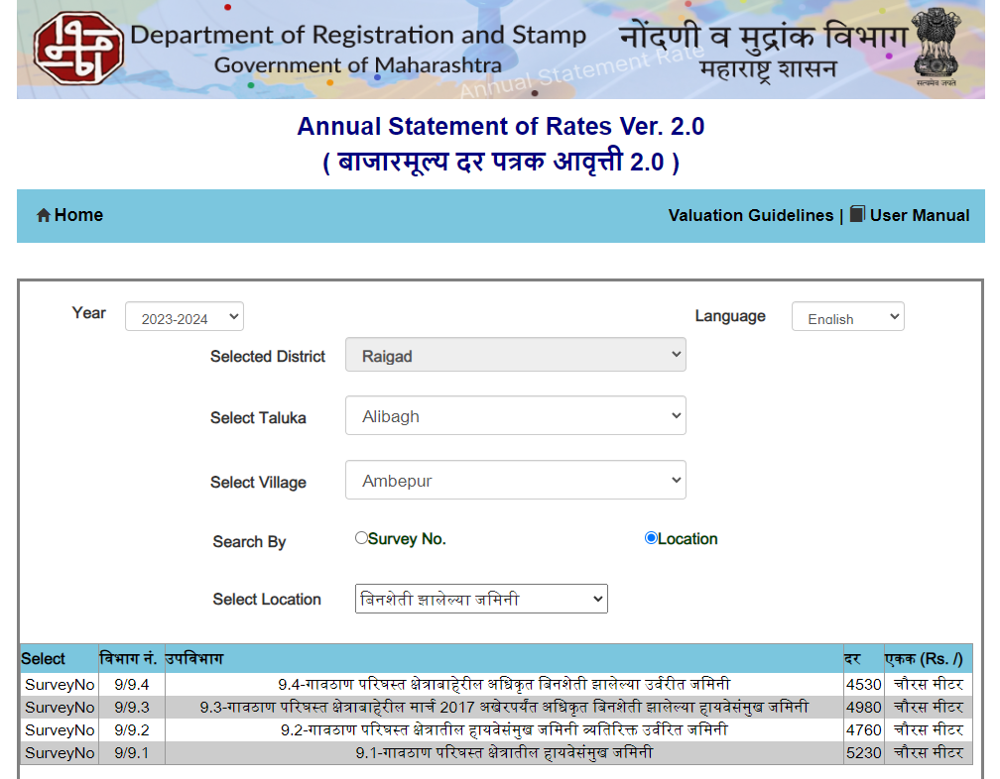 Department of Registration and Stamp
Government of Maharashtra
नोंदणी व मुद्रांक विभाग
महाराष्ट्र शासन
Annual Statement Rate
सत्यमेव जयते
Annual Statement of Rates Ver. 2.0
( बाजारमूल्य दर पत्रक आवृत्ती 2.0 )
Home
Valuation Guidelines | User Manual
Year 2023-2024 Language English
Selected District Raigad
Select Taluka Alibagh
Select Village Ambepur
Search By Survey No. Location
Select Location बिनशेती झालेल्या जमिनी
Select विभाग नं. उपविभाग दर एकक (Rs. /)
SurveyNo 9/9.4 9.4-गावठाण परिघस्त क्षेत्राबाहेरील अधिकृत बिनशेती झालेल्या उर्वरीत जमिनी 4530 चौरस मीटर
SurveyNo 9/9.3 9.3-गावठाण परिघस्त क्षेत्राबाहेरील मार्च 2017 अखेरपर्यंत अधिकृत बिनशेती झालेल्या हायवेसंमुख जमिनी 4980 चौरस मीटर
SurveyNo 9/9.2 9.2-गावठाण परिघस्त क्षेत्रातील हायवेसंमुख जमिनी व्यतिरिक्त उर्वरित जमिनी 4760 चौरस मीटर
SurveyNo 9/9.1 9.1-गावठाण परिघस्त क्षेत्रातील हायवेसंमुख जमिनी 5230 चौरस मीटर